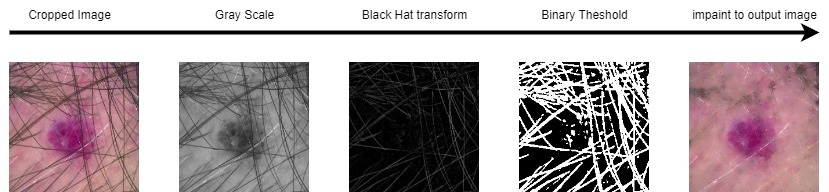 Cropped Image
Gray Scale
Black Hat transform
Binary Theshold
impaint to output image